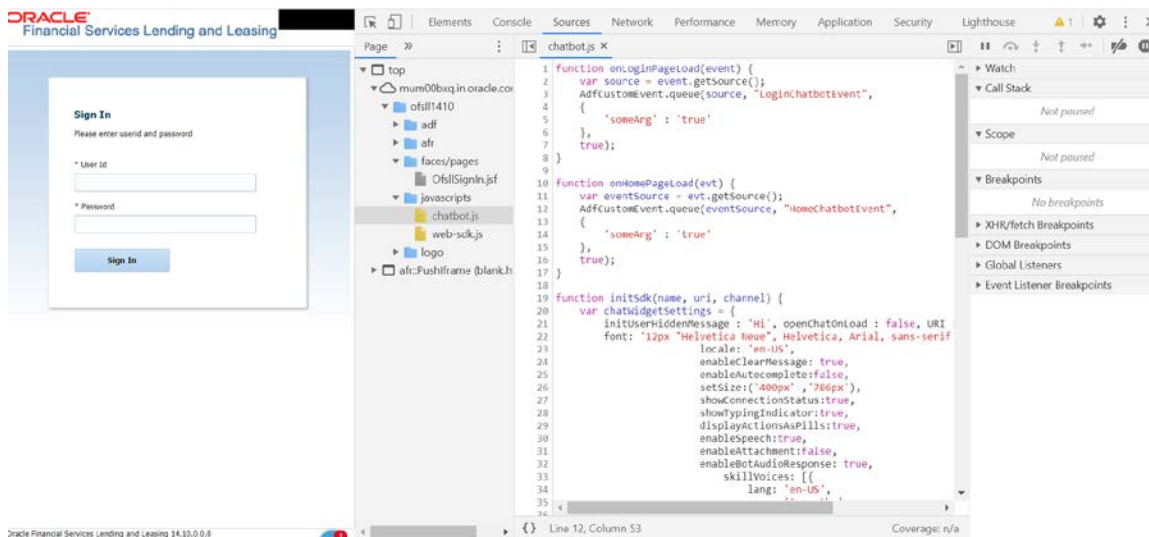 ORACLE
Financial Services Lending and Leasing
Sign In
Please enter userid and password
* User Id
* Password
Sign In
Oracle Financial Services Lending and Leasing 14.10.0.0.0
Elements Console Sources Network Performance Memory Application Security Lighthouse 1
Page »
chatbot.js ×
top
mum00bxq.in.oracle.cor
ofsll1410
adf
afr
faces/pages
OfsllSignIn.jsf
javascripts
chatbot.js
web-sdk.js
logo
afr::PushIframe (blank.h
1 function onLoginPageLoad(event) {
2 var source = event.getSource();
3 AdfCustomEvent.queue(source, "LoginChatbotEvent",
4 {
5 'someArg' : 'true'
6 },
7 true);
8 }
9
10 function onHomePageLoad(evt) {
11 var eventSource = evt.getSource();
12 AdfCustomEvent.queue(eventSource, "HomeChatbotEvent",
13 {
14 'someArg' : 'true'
15 },
16 true);
17 }
18
19 function initSdk(name, uri, channel) {
20 var chatWidgetSettings = {
21 initUserHiddenMessage : 'Hi', openChatOnLoad : false, URI
22 font: '12px "Helvetica Neue", Helvetica, Arial, sans-serif
23 locale: 'en-US',
24 enableClearMessage: true,
25 enableAutocomplete:false,
26 setSize:('400px' ,'786px'),
27 showConnectionStatus:true,
28 showTypingIndicator:true,
29 displayActionsAsPills:true,
30 enableSpeech:true,
31 enableAttachment:false,
32 enableBotAudioResponse: true,
33 skillVoices: [{
34 lang: 'en-US',
35
36
{} Line 12, Column 53 Coverage: n/a
Watch
Call Stack
Not paused
Scope
Not paused
Breakpoints
No breakpoints
XHR/fetch Breakpoints
DOM Breakpoints
Global Listeners
Event Listener Breakpoints